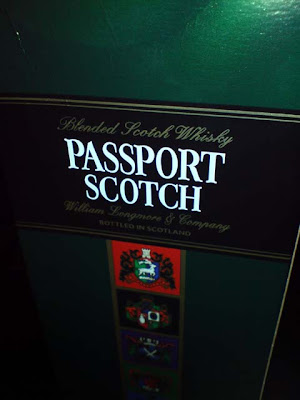 Blended Scotch Whisky
PASSPORT
SCOTCH
William Longmore & Company
BOTTLED IN SCOTLAND